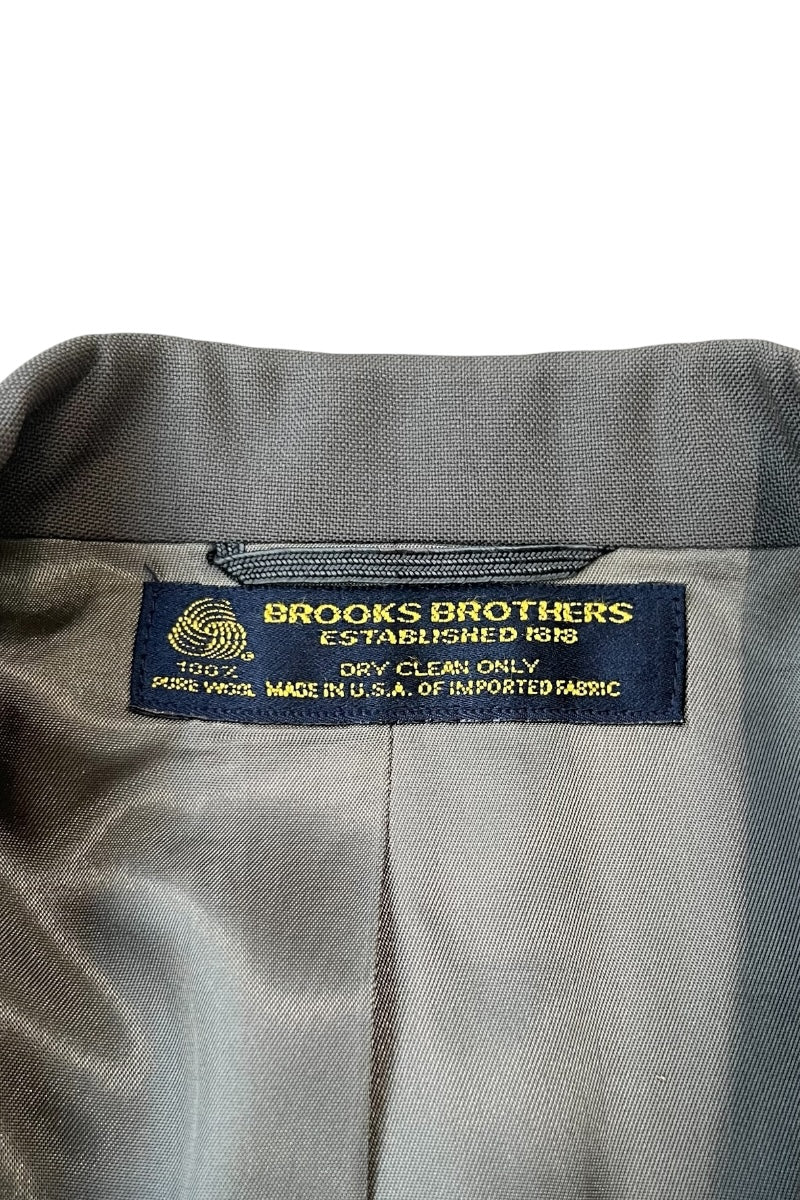 BROOKS BROTHERS
ESTABLISHED 1818
100%
PURE WOOL
DRY CLEAN ONLY
MADE IN U.S.A. OF IMPORTED FABRIC